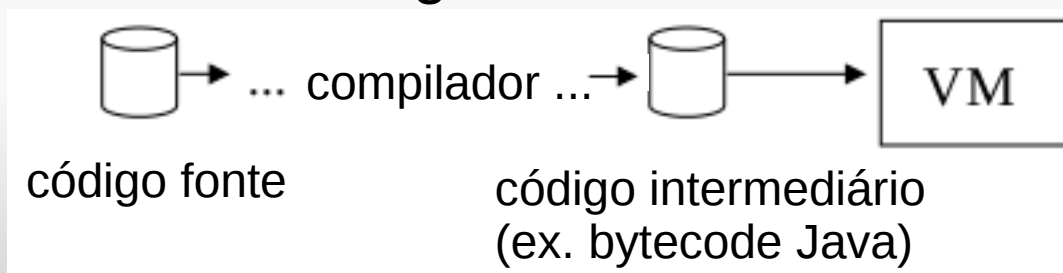 ... compilador ...
VM
código fonte
código intermediário
(ex. bytecode Java)